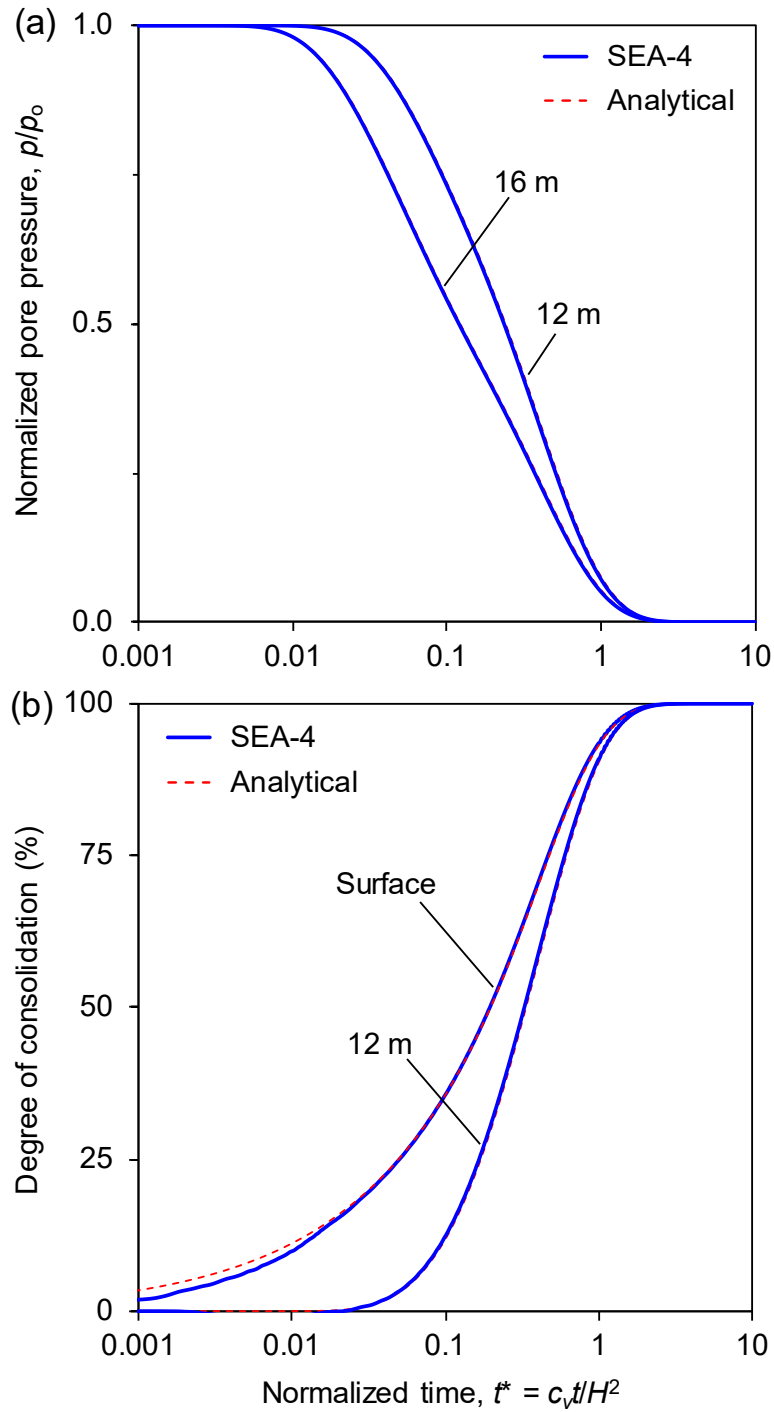 (a)
1.0
SEA-4
Analytical
16 m
12 m
0.5
0.0
0.001
0.01
0.1
1
10
Normalized pore pressure, p/pₒ
(b)
100
SEA-4
Analytical
75
Surface
50
12 m
25
0
0.001
0.01
0.1
1
10
Degree of consolidation (%)
Normalized time, t* = cᵥt/H²